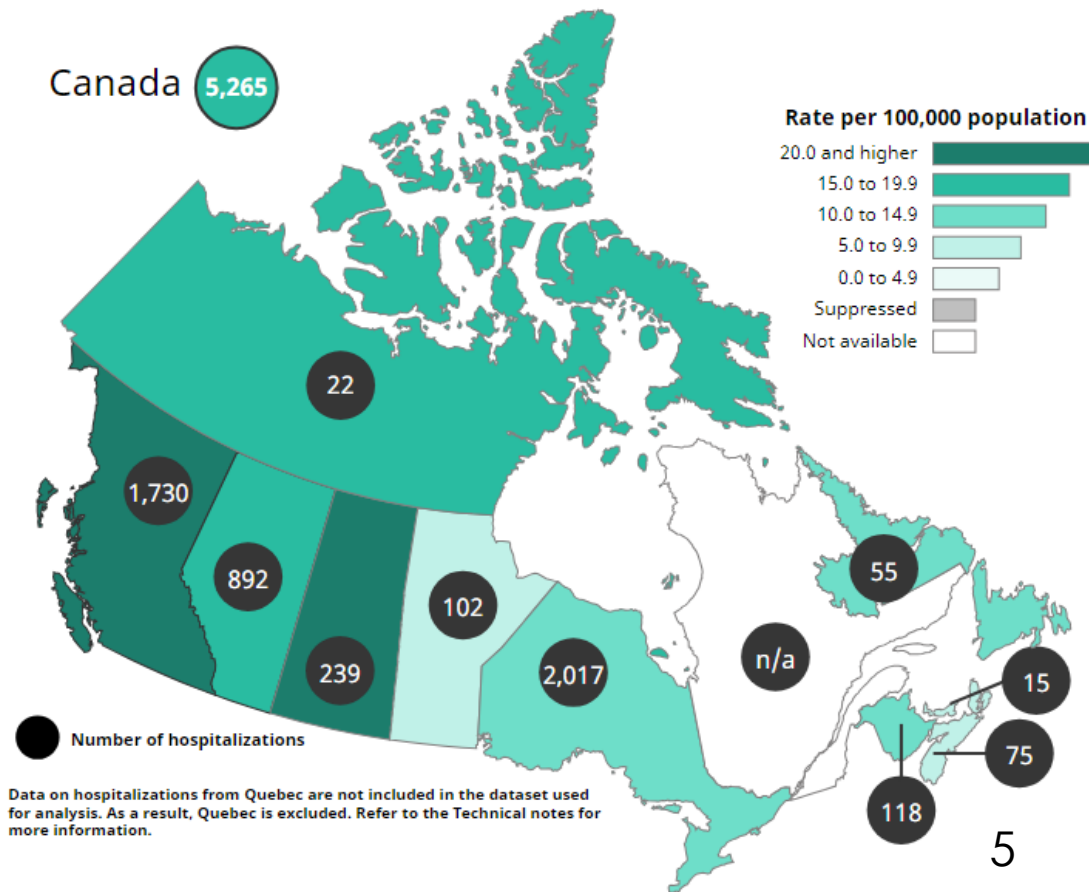 Canada 5,265
Rate per 100,000 population
20.0 and higher
15.0 to 19.9
10.0 to 14.9
5.0 to 9.9
0.0 to 4.9
Suppressed
Not available
22
1,730
892
239
102
2,017
n/a
55
15
75
118
Number of hospitalizations
Data on hospitalizations from Quebec are not included in the dataset used
for analysis. As a result, Quebec is excluded. Refer to the Technical notes for
more information.
5